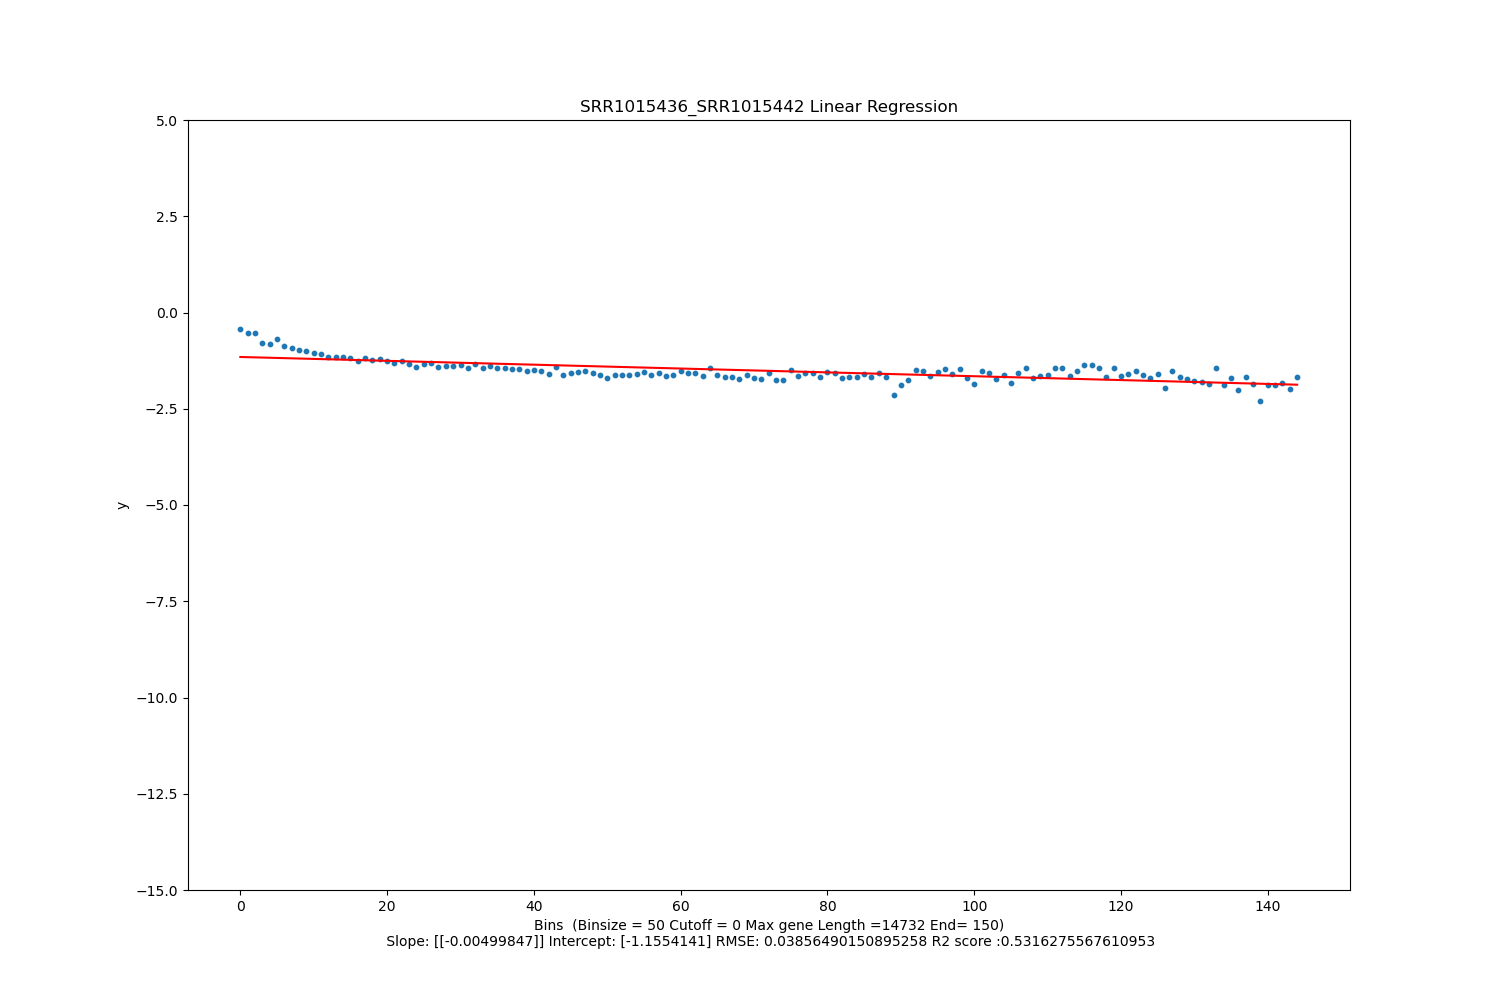 SRR1015436_SRR1015442 Linear Regression
5.0
2.5
0.0
−2.5
−5.0
−7.5
−10.0
−12.5
−15.0
y
0 20 40 60 80 100 120 140
Bins  (Binsize = 50 Cutoff = 0 Max gene Length =14732 End= 150)
Slope: [[-0.00499847]] Intercept: [-1.1554141] RMSE: 0.03856490150895258 R2 score :0.5316275567610953